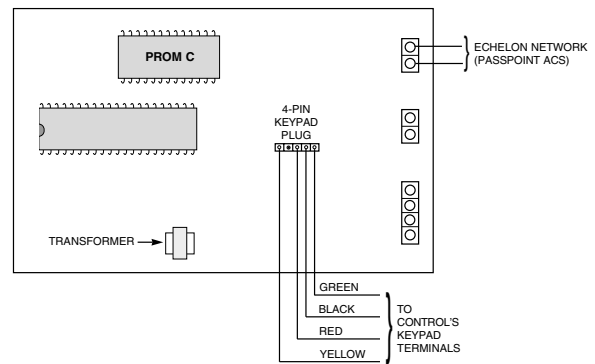 PROM C
ECHELON NETWORK
(PASSPOINT ACS)
4-PIN
KEYPAD
PLUG
TRANSFORMER
GREEN
BLACK
RED
YELLOW
TO
CONTROL'S
KEYPAD
TERMINALS